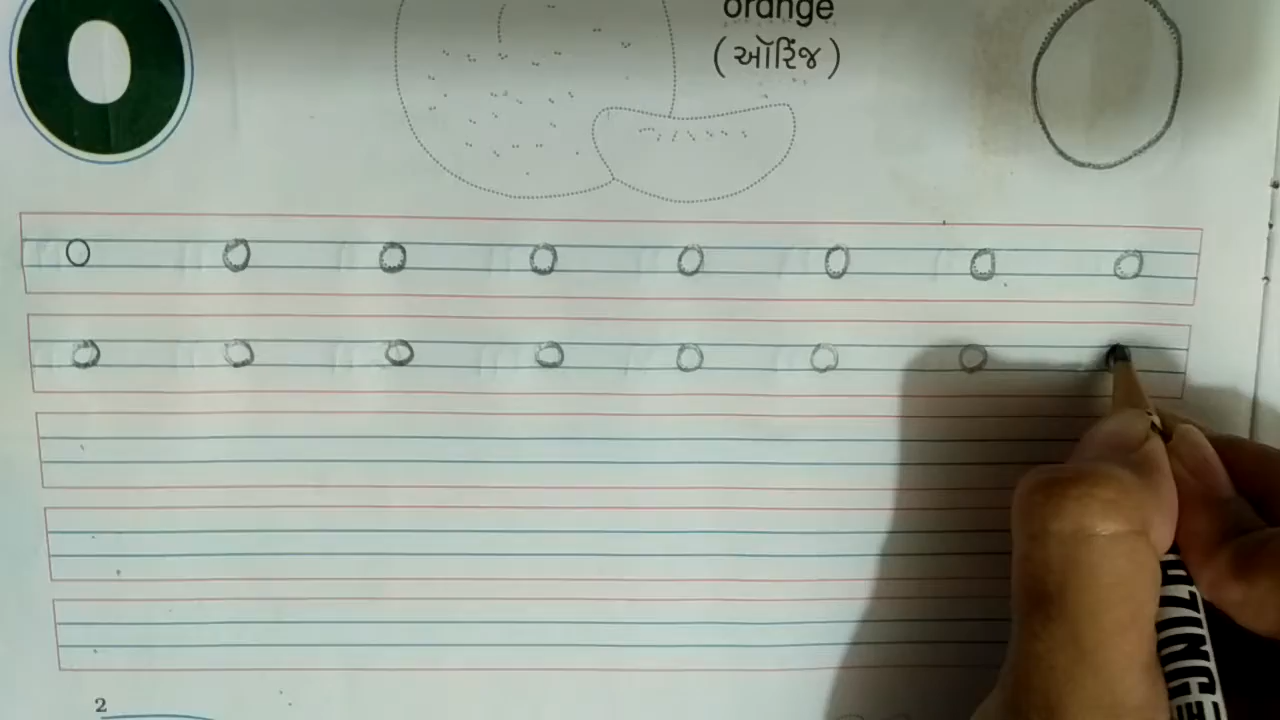 o
orange
(ઑરિંજ)
o o o o o o o o
o o o o o o o
2